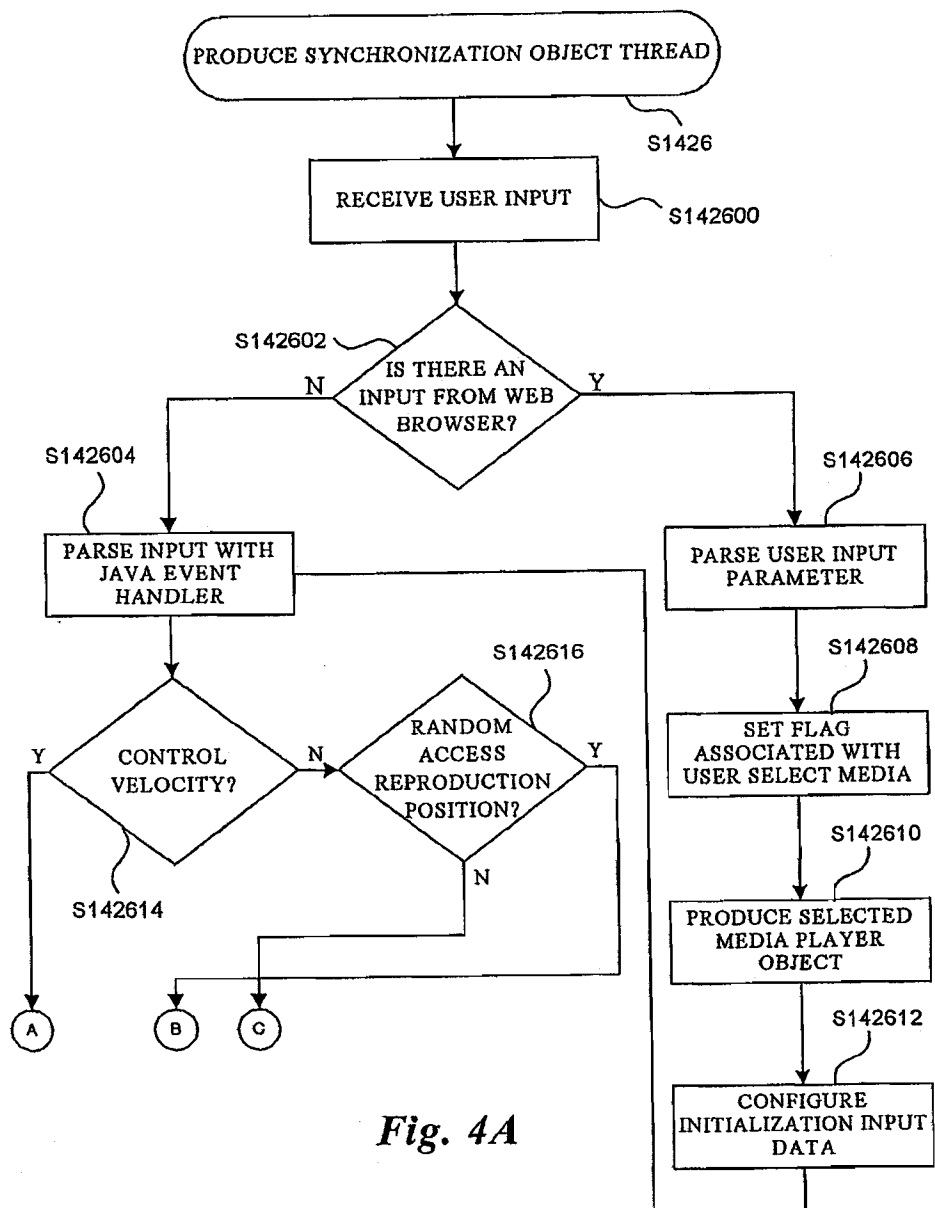 PRODUCE SYNCHRONIZATION OBJECT THREAD
S1426
RECEIVE USER INPUT
S142600
S142602
IS THERE AN
INPUT FROM WEB
BROWSER?
N
Y
S142604
PARSE INPUT WITH
JAVA EVENT
HANDLER
S142606
PARSE USER INPUT
PARAMETER
S142608
SET FLAG
ASSOCIATED WITH
USER SELECT MEDIA
S142616
Y
CONTROL
VELOCITY?
N
S142614
RANDOM
ACCESS
REPRODUCTION
POSITION?
Y
N
S142610
PRODUCE SELECTED
MEDIA PLAYER
OBJECT
A
B
C
S142612
CONFIGURE
INITIALIZATION INPUT
DATA
Fig. 4A